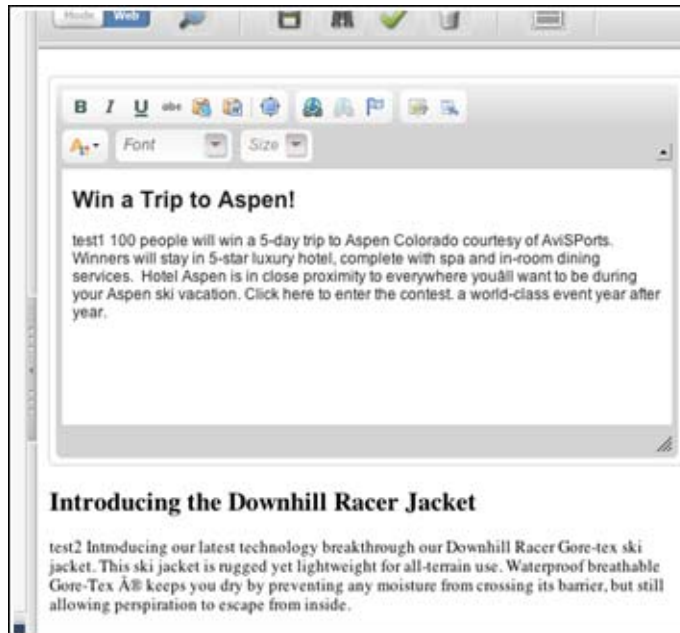 Mode Web
B I U abc
Font Size
Win a Trip to Aspen!
test1 100 people will win a 5-day trip to Aspen Colorado courtesy of AviSPorts.
Winners will stay in 5-star luxury hotel, complete with spa and in-room dining
services.  Hotel Aspen is in close proximity to everywhere youâll want to be during
your Aspen ski vacation. Click here to enter the contest. a world-class event year after
year.
Introducing the Downhill Racer Jacket
test2 Introducing our latest technology breakthrough our Downhill Racer Gore-tex ski
jacket. This ski jacket is rugged yet lightweight for all-terrain use. Waterproof breathable
Gore-Tex Â® keeps you dry by preventing any moisture from crossing its barrier, but still
allowing perspiration to escape from inside.